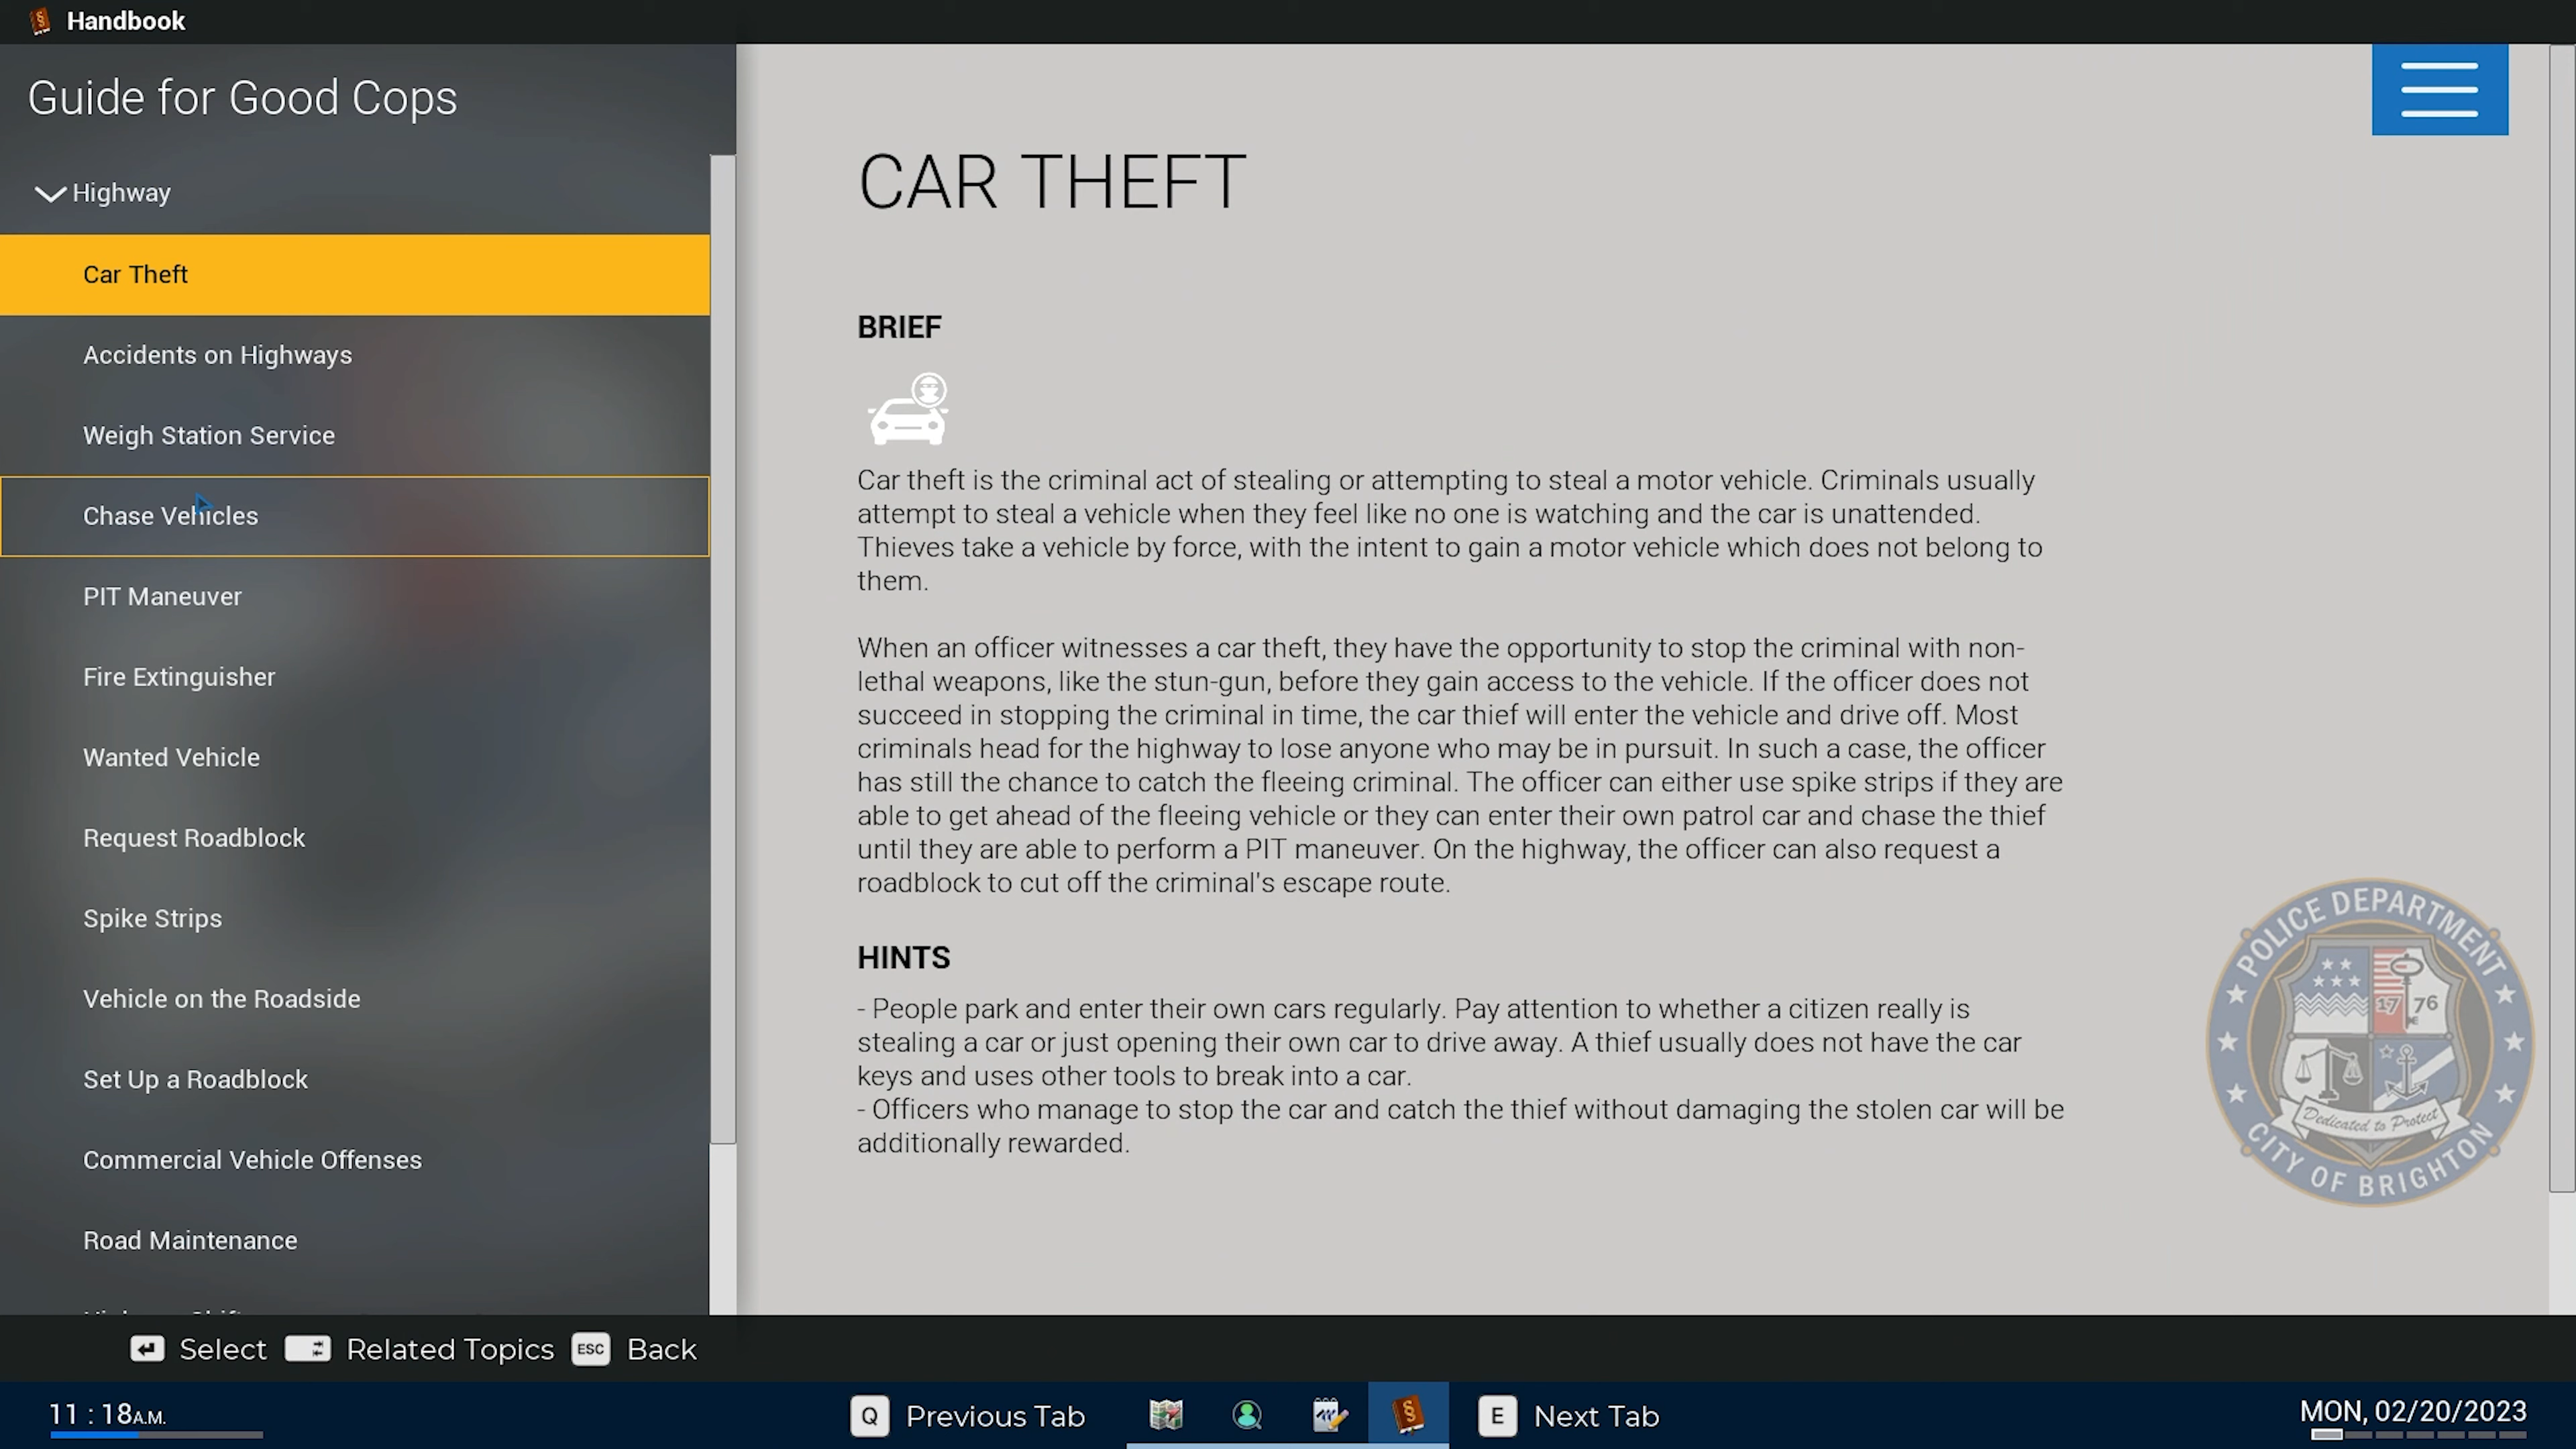 Handbook
Guide for Good Cops
Highway
Car Theft
Accidents on Highways
Weigh Station Service
Chase Vehicles
PIT Maneuver
Fire Extinguisher
Wanted Vehicle
Request Roadblock
Spike Strips
Vehicle on the Roadside
Set Up a Roadblock
Commercial Vehicle Offenses
Road Maintenance
CAR THEFT
BRIEF
Car theft is the criminal act of stealing or attempting to steal a motor vehicle. Criminals usually
attempt to steal a vehicle when they feel like no one is watching and the car is unattended.
Thieves take a vehicle by force, with the intent to gain a motor vehicle which does not belong to
them.
When an officer witnesses a car theft, they have the opportunity to stop the criminal with non-
lethal weapons, like the stun-gun, before they gain access to the vehicle. If the officer does not
succeed in stopping the criminal in time, the car thief will enter the vehicle and drive off. Most
criminals head for the highway to lose anyone who may be in pursuit. In such a case, the officer
has still the chance to catch the fleeing criminal. The officer can either use spike strips if they are
able to get ahead of the fleeing vehicle or they can enter their own patrol car and chase the thief
until they are able to perform a PIT maneuver. On the highway, the officer can also request a
roadblock to cut off the criminal's escape route.
HINTS
- People park and enter their own cars regularly. Pay attention to whether a citizen really is
stealing a car or just opening their own car to drive away. A thief usually does not have the car
keys and uses other tools to break into a car.
- Officers who manage to stop the car and catch the thief without damaging the stolen car will be
additionally rewarded.
POLICE DEPARTMENT
17 76
Dedicated to Protect
CITY OF BRIGHTON
Select Related Topics ESC Back
11 : 18 A.M.
Q Previous Tab
E Next Tab
MON, 02/20/2023